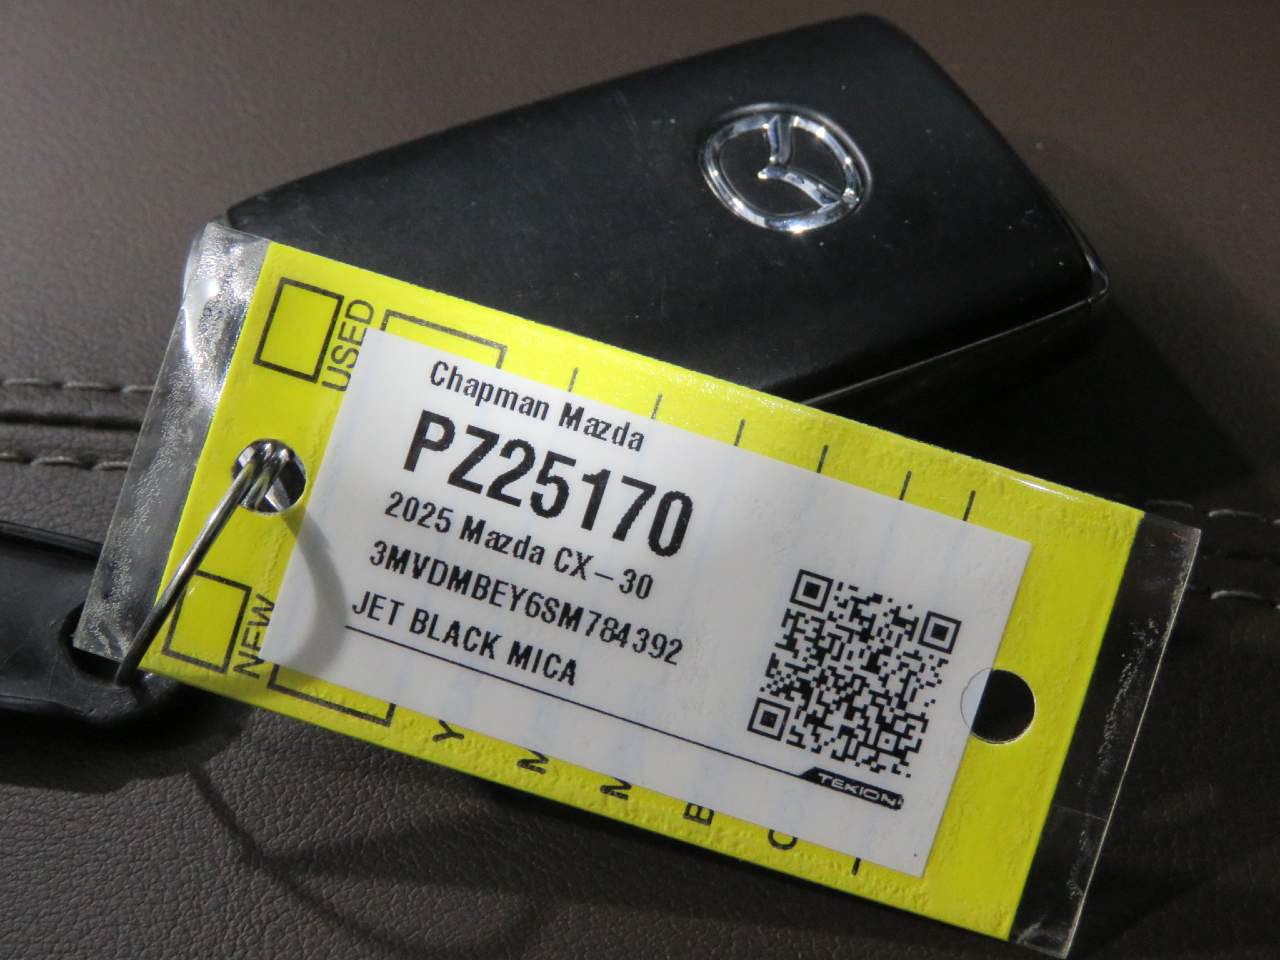 USED
Chapman Mazda
PZ25170
2025 Mazda CX-30
3MVDMBEY6SM784392
JET BLACK MICA
TEKION
NEW